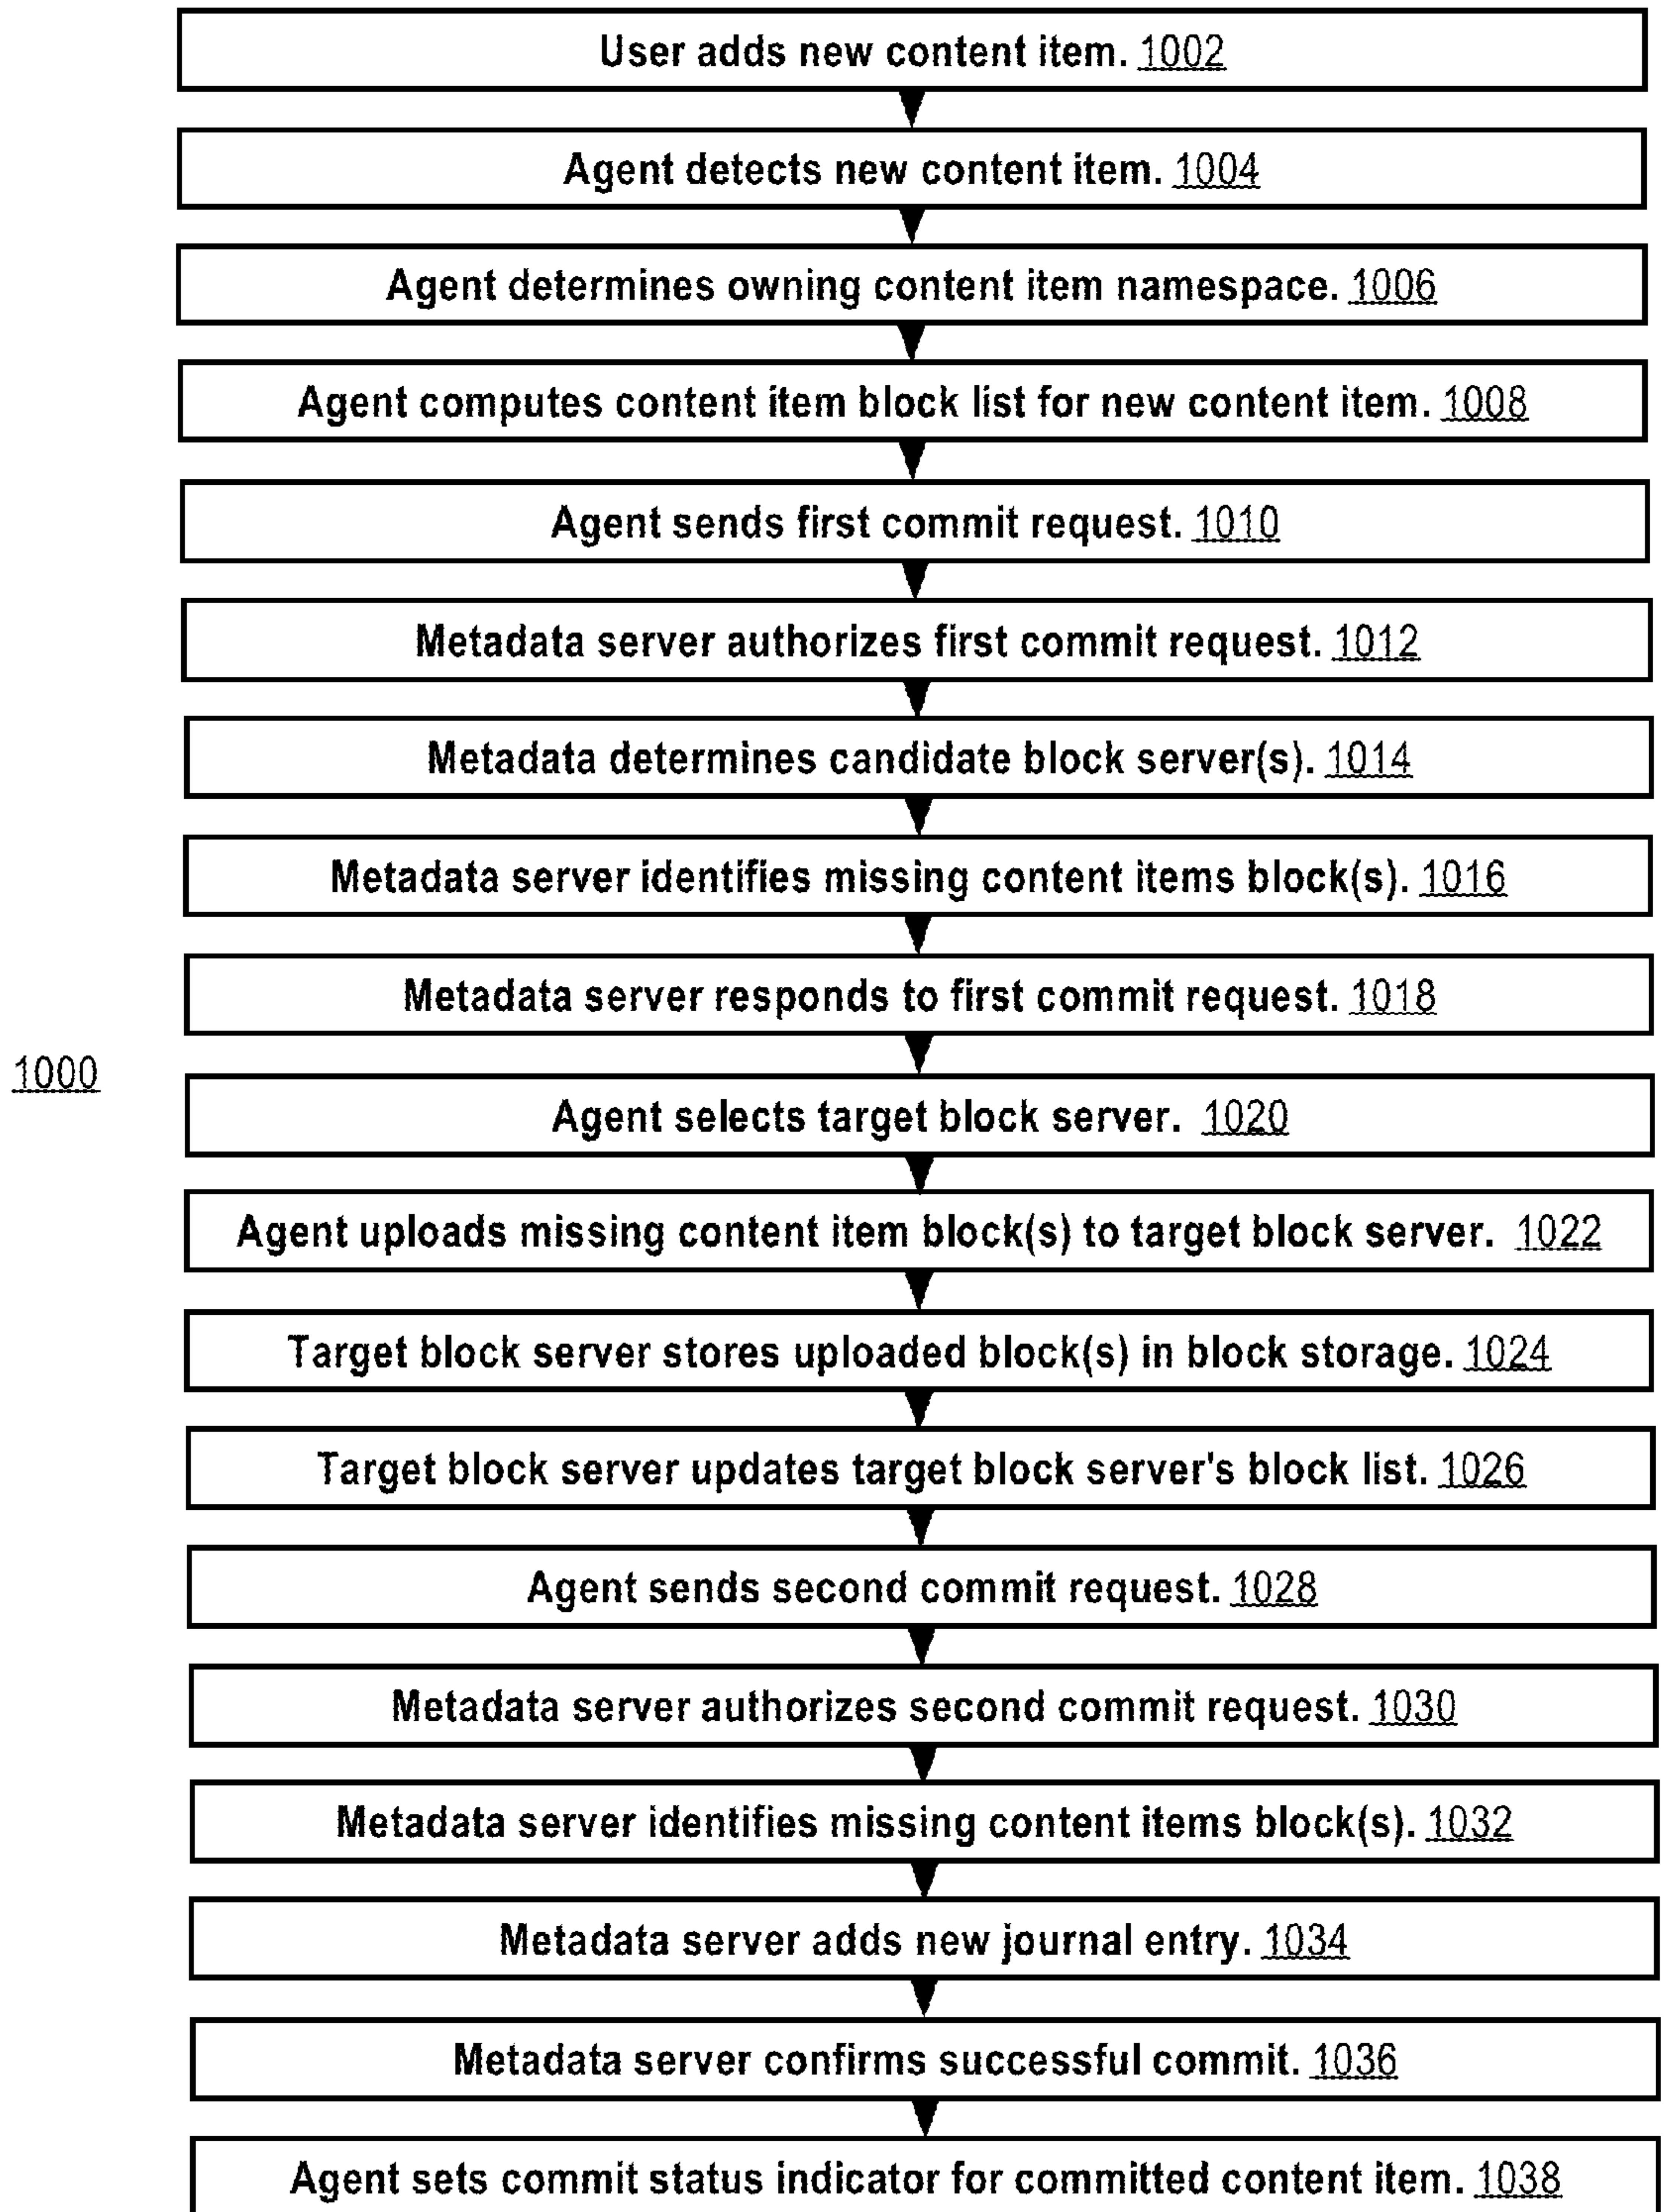 User adds new content item. 1002
Agent detects new content item. 1004
Agent determines owning content item namespace. 1006
Agent computes content item block list for new content item. 1008
Agent sends first commit request. 1010
Metadata server authorizes first commit request. 1012
Metadata determines candidate block server(s). 1014
Metadata server identifies missing content items block(s). 1016
Metadata server responds to first commit request. 1018
1000
Agent selects target block server. 1020
Agent uploads missing content item block(s) to target block server. 1022
Target block server stores uploaded block(s) in block storage. 1024
Target block server updates target block server's block list. 1026
Agent sends second commit request. 1028
Metadata server authorizes second commit request. 1030
Metadata server identifies missing content items block(s). 1032
Metadata server adds new journal entry. 1034
Metadata server confirms successful commit. 1036
Agent sets commit status indicator for committed content item. 1038